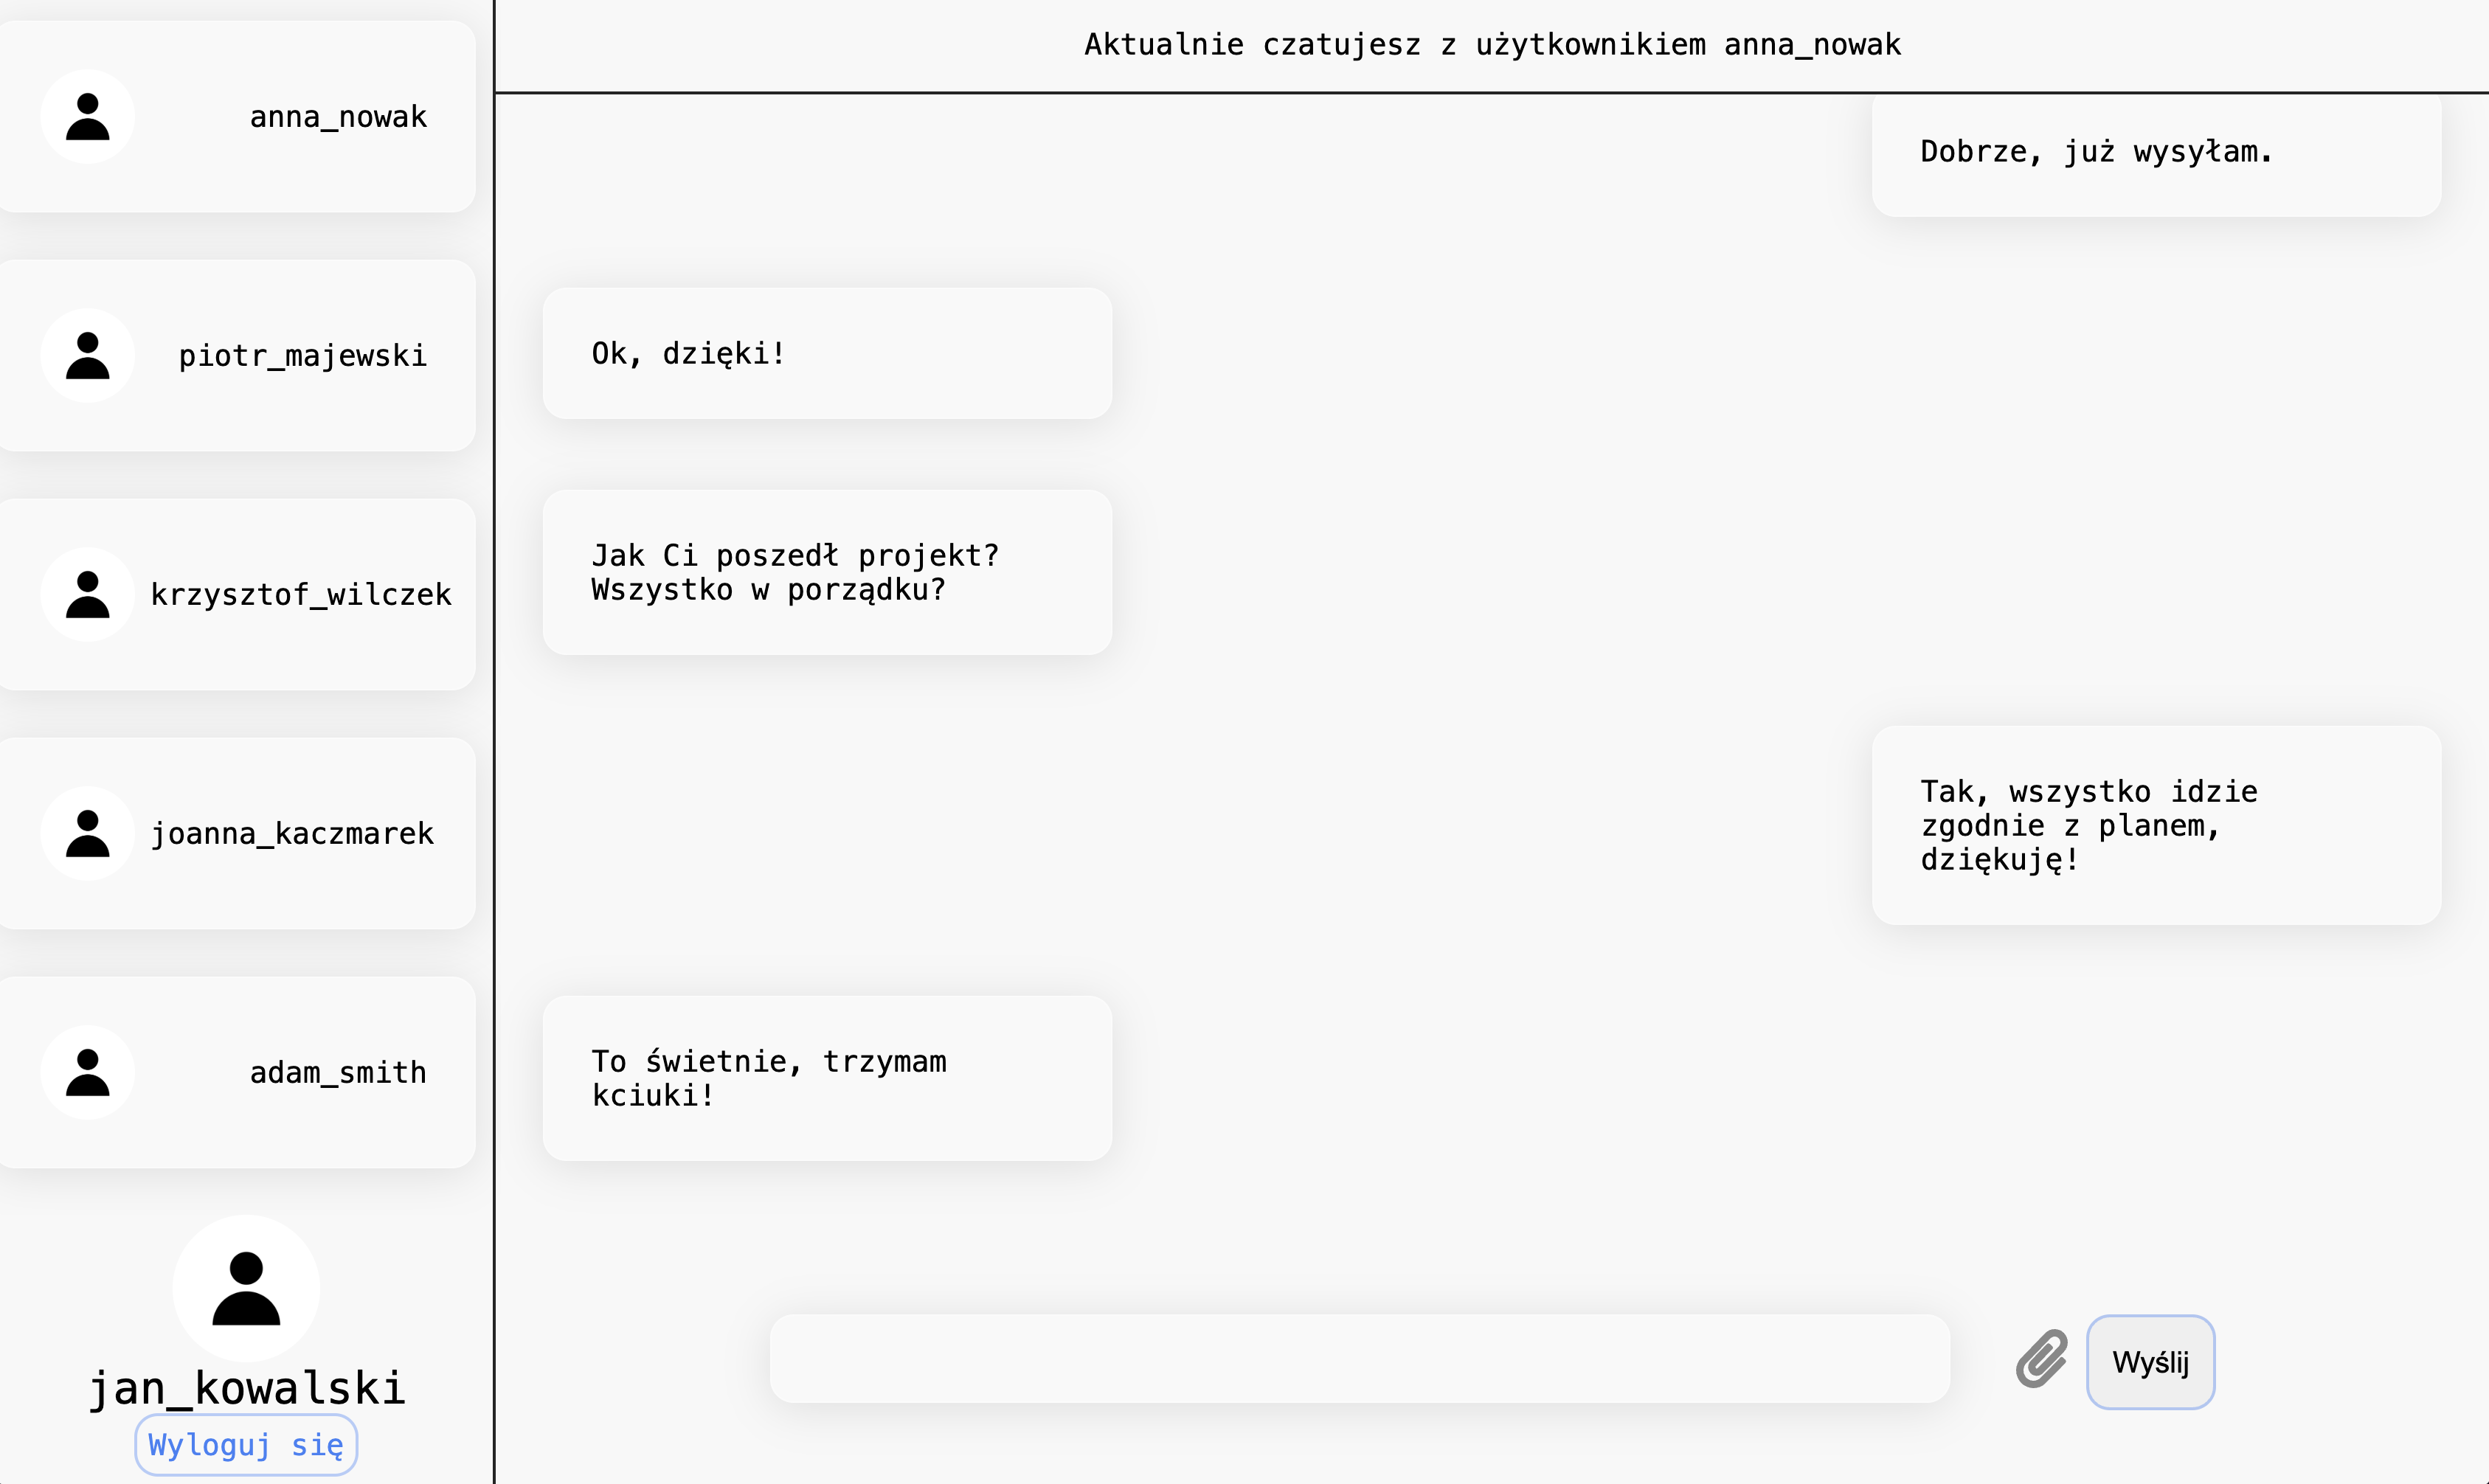 anna_nowak
piotr_majewski
krzysztof_wilczek
joanna_kaczmarek
adam_smith
jan_kowalski
Wyloguj się
Aktualnie czatujesz z użytkownikiem anna_nowak
Dobrze, już wysyłam.
Ok, dzięki!
Jak Ci poszedł projekt?
Wszystko w porządku?
Tak, wszystko idzie
zgodnie z planem,
dziękuję!
To świetnie, trzymam
kciuki!
Wyślij